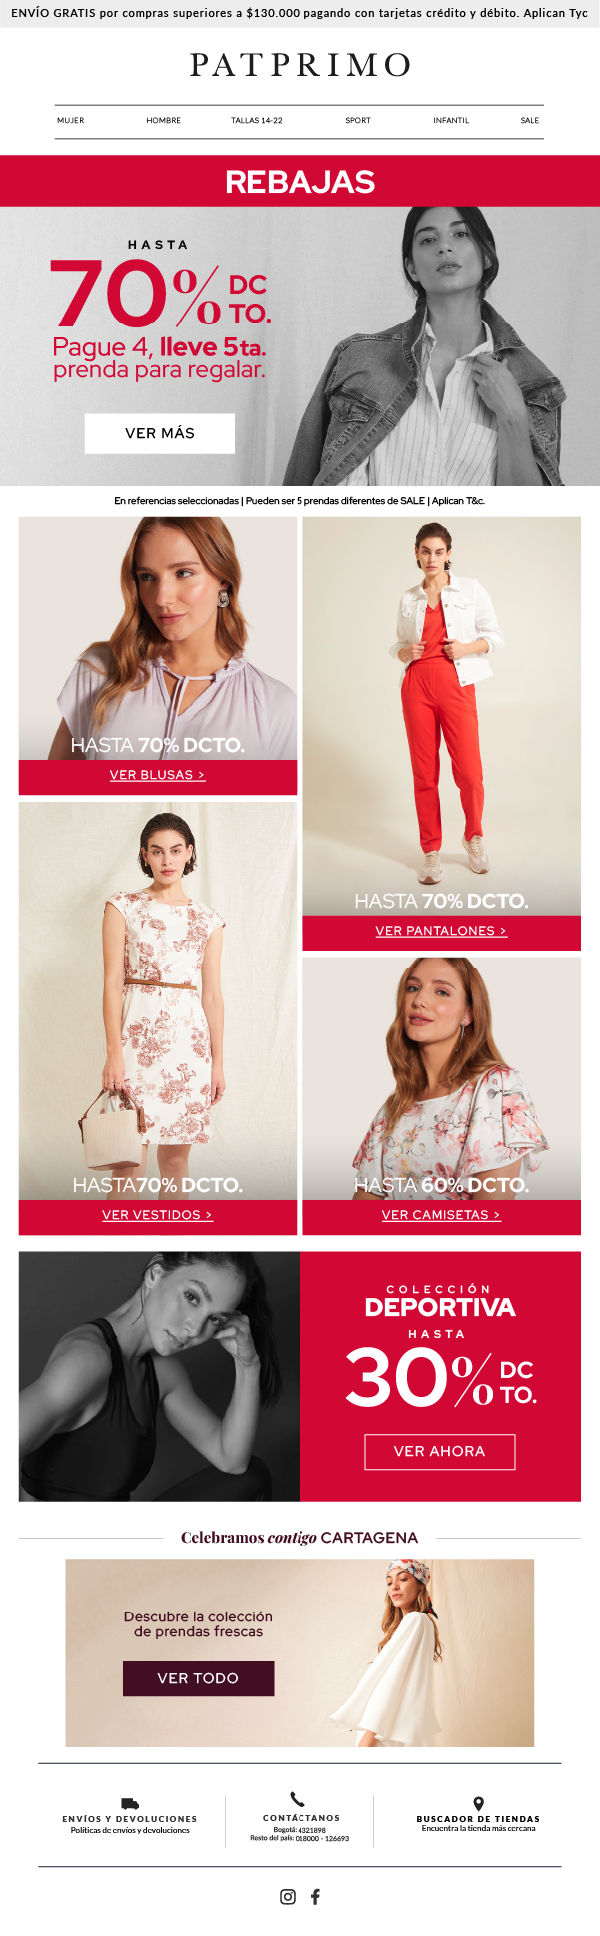 ENVÍO GRATIS por compras superiores a $130.000 pagando con tarjetas crédito y débito. Aplican Tyc
PATPRIMO
MUJER HOMBRE TALLAS 14-22 SPORT INFANTIL SALE
REBAJAS
HASTA
70% DC TO.
Pague 4, lleve 5ta.
prenda para regalar.
VER MÁS
En referencias seleccionadas | Pueden ser 5 prendas diferentes de SALE | Aplican T&c.
HASTA 70% DCTO.
VER BLUSAS >
HASTA 70% DCTO.
VER PANTALONES >
HASTA 70% DCTO.
VER VESTIDOS >
HASTA 60% DCTO.
VER CAMISETAS >
COLECCIÓN
DEPORTIVA
HASTA
30% DC TO.
VER AHORA
Celebramos contigo CARTAGENA
Descubre la colección
de prendas frescas
VER TODO
ENVÍOS Y DEVOLUCIONES
Políticas de envíos y devoluciones
CONTÁCTANOS
Bogotá: 4321898
Resto del país: 018000 - 126693
BUSCADOR DE TIENDAS
Encuentra la tienda más cercana